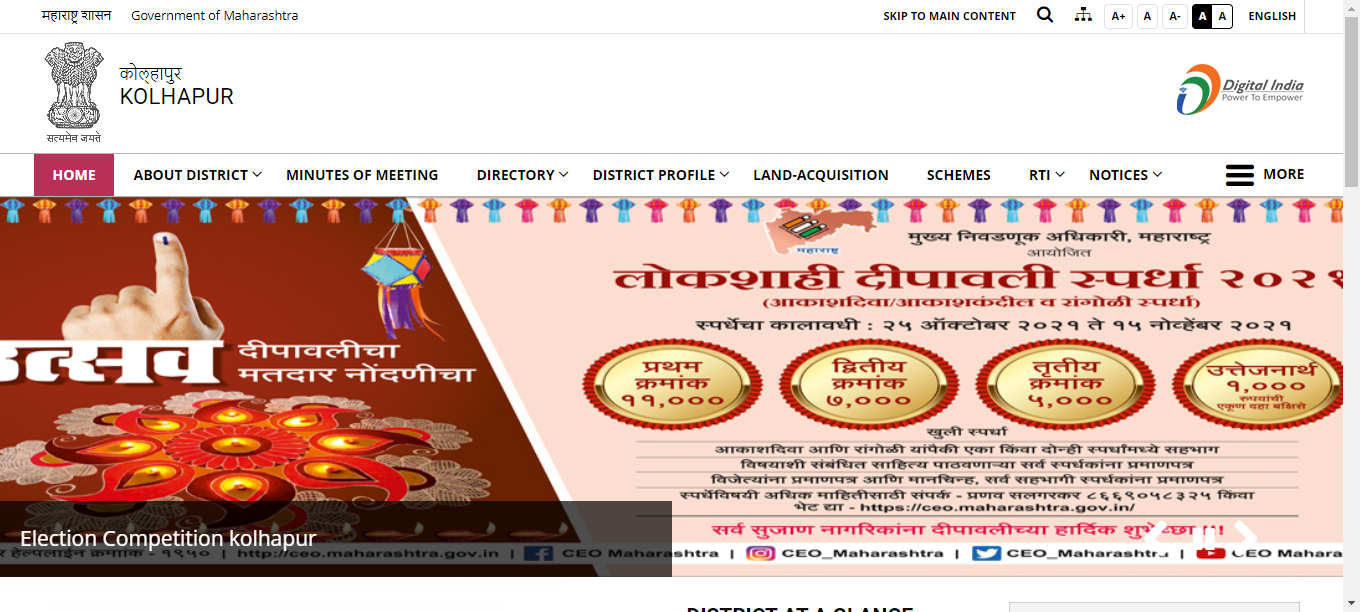 महाराष्ट्र शासन Government of Maharashtra SKIP TO MAIN CONTENT A+ A A- A A ENGLISH
सत्यमेव जयते
कोल्हापुर
KOLHAPUR
Digital India
Power To Empower
HOME ABOUT DISTRICT MINUTES OF MEETING DIRECTORY DISTRICT PROFILE LAND-ACQUISITION SCHEMES RTI NOTICES MORE
महाराष्ट्र
मुख्य निवडणूक अधिकारी, महाराष्ट्र
आयोजित
लोकशाही दीपावली स्पर्धा २०२१
(आकाशदिवा/आकाशकंदील व रांगोळी स्पर्धा)
स्पर्धेचा कालावधी : २५ ऑक्टोबर २०२१ ते १५ नोव्हेंबर २०२१
त्सव दीपावलीचा
मतदार नोंदणीचा
प्रथम क्रमांक ११,०००
द्वितीय क्रमांक ७,०००
तृतीय क्रमांक ५,०००
उत्तेजनार्थ १,००० रुपयांची एकूण दहा बक्षिसे
खुली स्पर्धा
आकाशदिवा आणि रांगोळी यांपैकी एका किंवा दोन्ही स्पर्धांमध्ये सहभाग
विषयाशी संबंधित साहित्य पाठवणाऱ्या सर्व स्पर्धकांना प्रमाणपत्र
विजेत्यांना प्रमाणपत्र आणि मानचिन्ह, सर्व सहभागी स्पर्धकांना प्रमाणपत्र
स्पर्धेविषयी अधिक माहितीसाठी संपर्क - प्रणव सलगरकर ८६६९०५८३२५ किंवा
भेट द्या - https://ceo.maharashtra.gov.in/
सर्व सुजाण नागरिकांना दीपावलीच्या हार्दिक शुभेच्छा !!!
Election Competition kolhapur
र हेल्पलाईन क्रमांक - १९५० | http://ceo.maharashtra.gov.in | CEO Maharashtra | CEO_Maharashtra | CEO_Maharashtra | CEO Mahara
DISTRICT AT A GLANCE